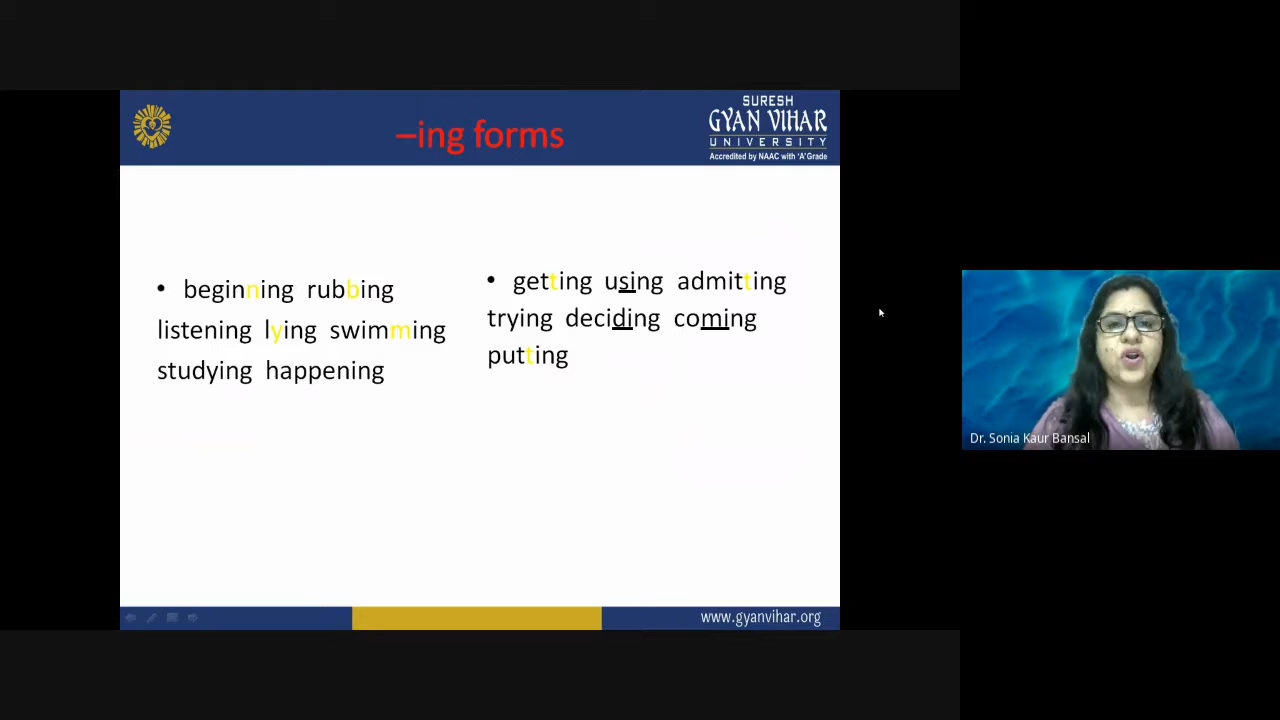 –ing forms
SURESH
GYAN VIHAR
UNIVERSITY
Accredited by NAAC with 'A' Grade
• beginning rubbing
listening lying swimming
studying happening
• getting using admitting
trying deciding coming
putting
www.gyanvihar.org
Dr. Sonia Kaur Bansal